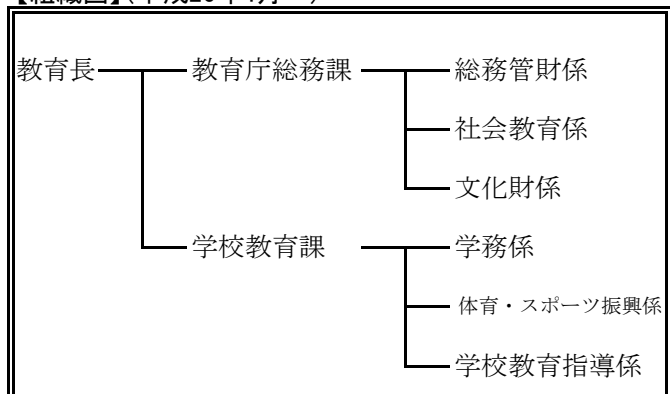 教育長 教育庁総務課 総務管財係
社会教育係
文化財係
学校教育課 学務係
体育・スポーツ振興係
学校教育指導係